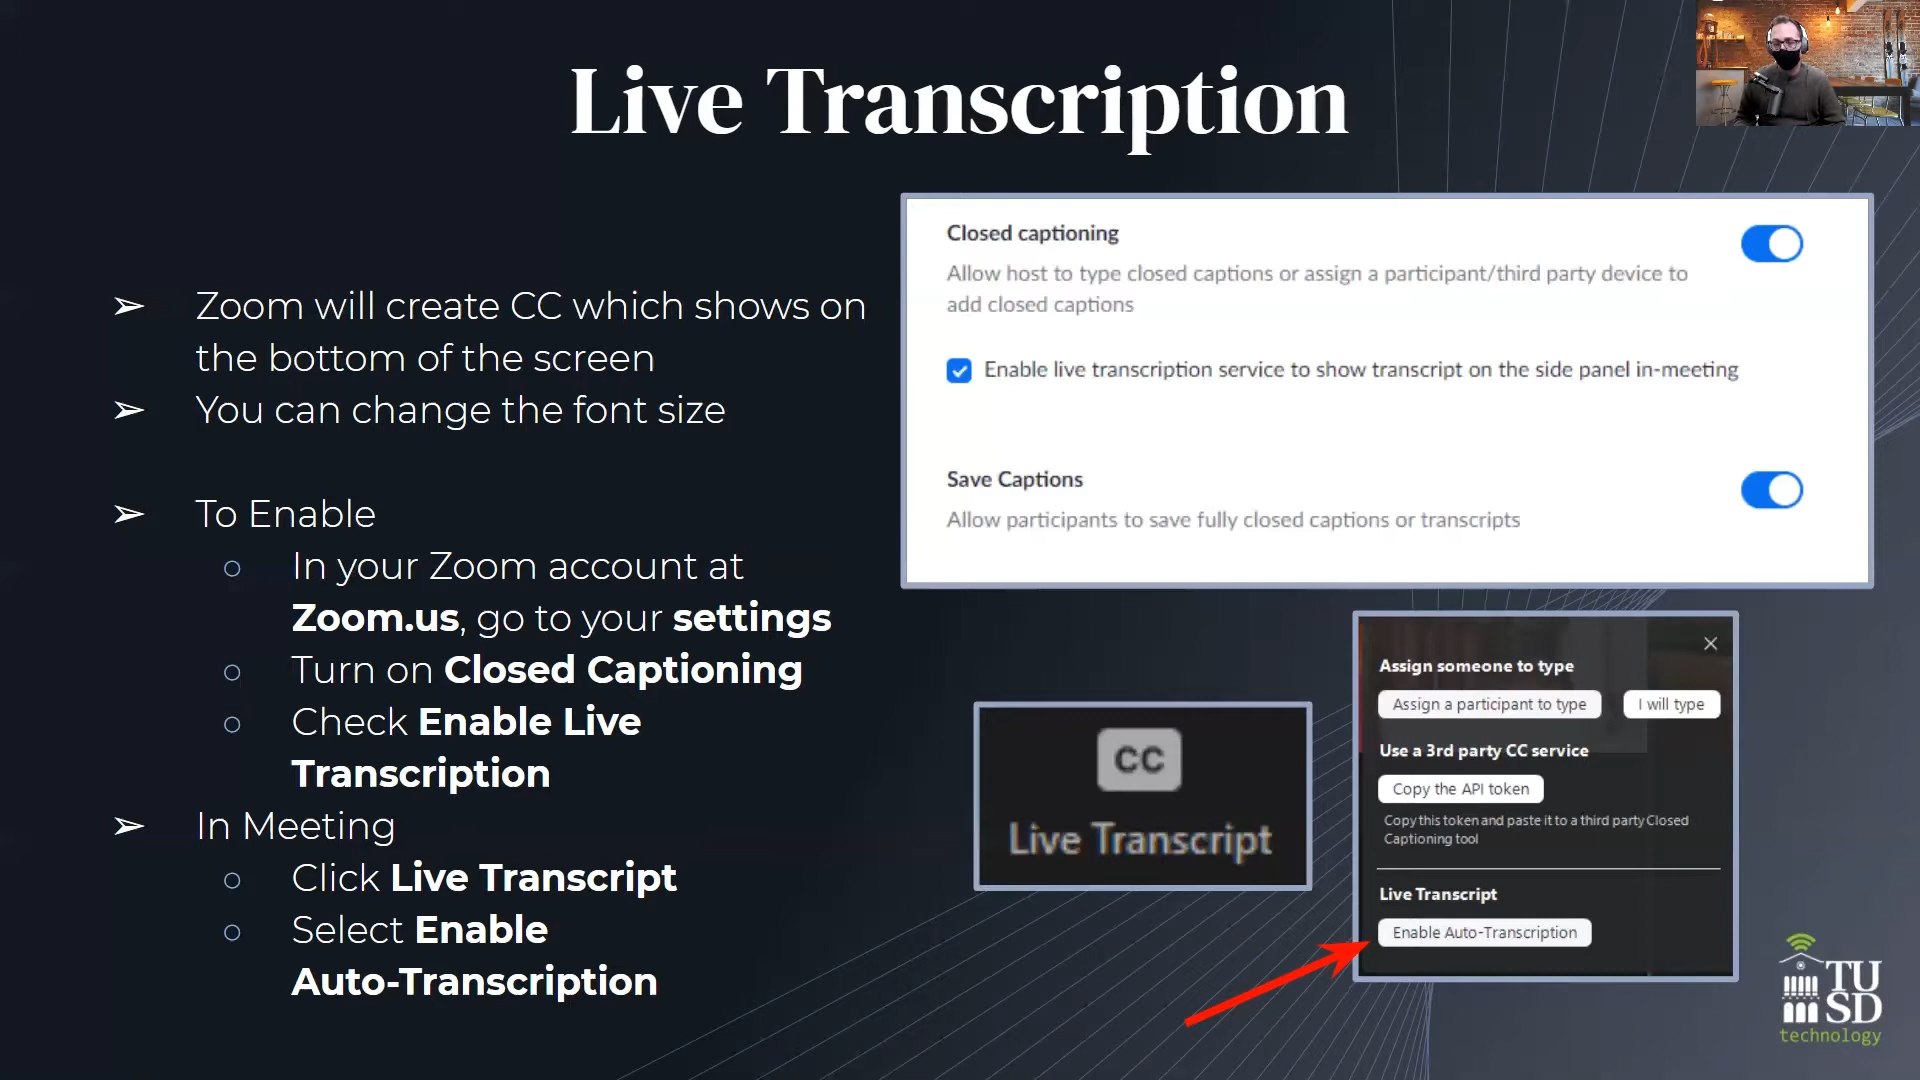 Live Transcription
➢ Zoom will create CC which shows on
the bottom of the screen
➢ You can change the font size
➢ To Enable
○ In your Zoom account at
Zoom.us, go to your settings
○ Turn on Closed Captioning
○ Check Enable Live
Transcription
➢ In Meeting
○ Click Live Transcript
○ Select Enable
Auto-Transcription
Closed captioning
Allow host to type closed captions or assign a participant/third party device to
add closed captions
Enable live transcription service to show transcript on the side panel in-meeting
Save Captions
Allow participants to save fully closed captions or transcripts
CC
Live Transcript
Assign someone to type
Assign a participant to type I will type
Use a 3rd party CC service
Copy the API token
Copy this token and paste it to a third party Closed
Captioning tool
Live Transcript
Enable Auto-Transcription
TU
SD
technology